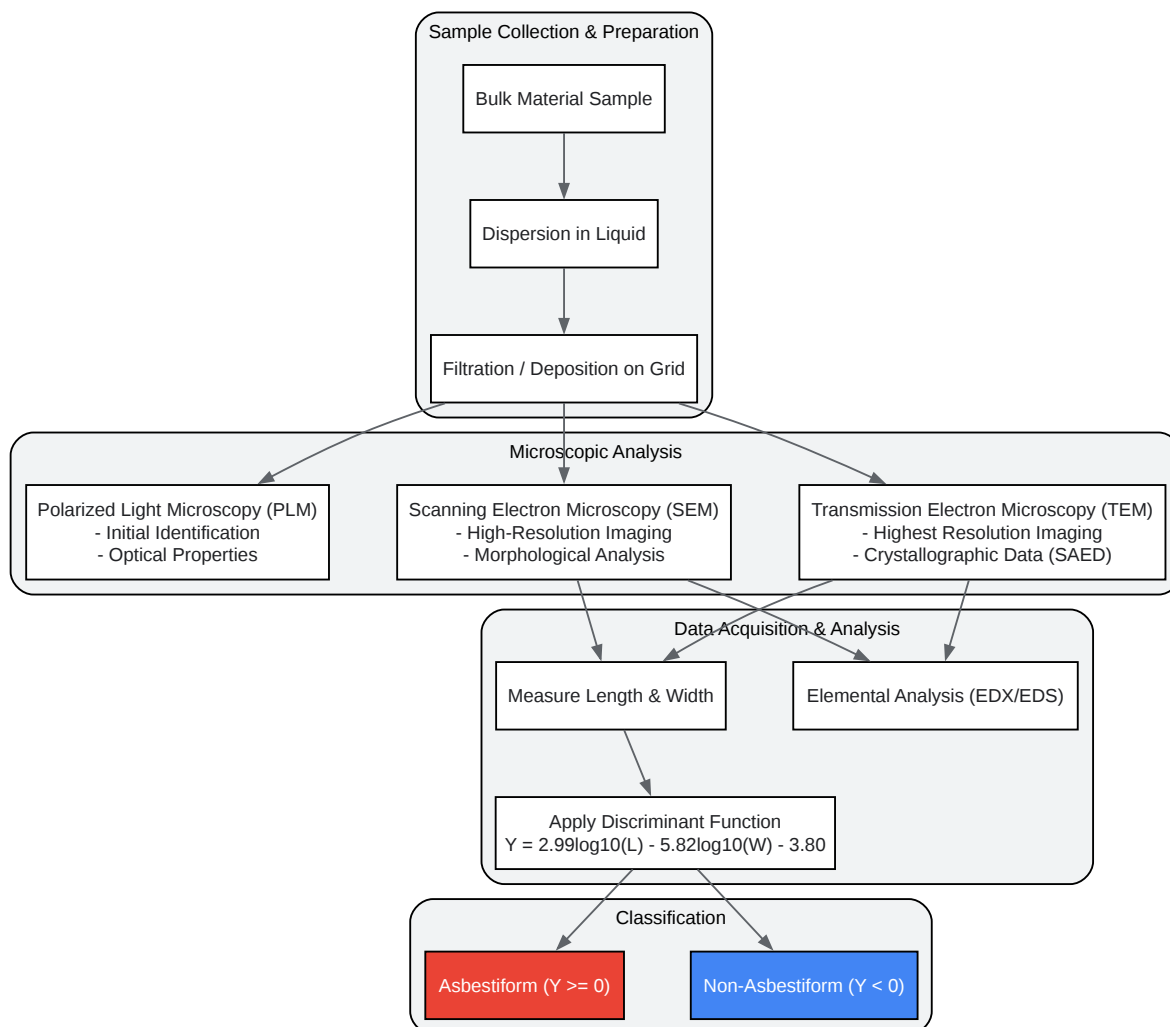 Sample Collection & Preparation
Bulk Material Sample
Dispersion in Liquid
Filtration / Deposition on Grid
Microscopic Analysis
Polarized Light Microscopy (PLM)
- Initial Identification
- Optical Properties
Scanning Electron Microscopy (SEM)
- High-Resolution Imaging
- Morphological Analysis
Transmission Electron Microscopy (TEM)
- Highest Resolution Imaging
- Crystallographic Data (SAED)
Data Acquisition & Analysis
Measure Length & Width
Elemental Analysis (EDX/EDS)
Apply Discriminant Function
Y = 2.99log10(L) - 5.82log10(W) - 3.80
Classification
Asbestiform (Y >= 0)
Non-Asbestiform (Y < 0)